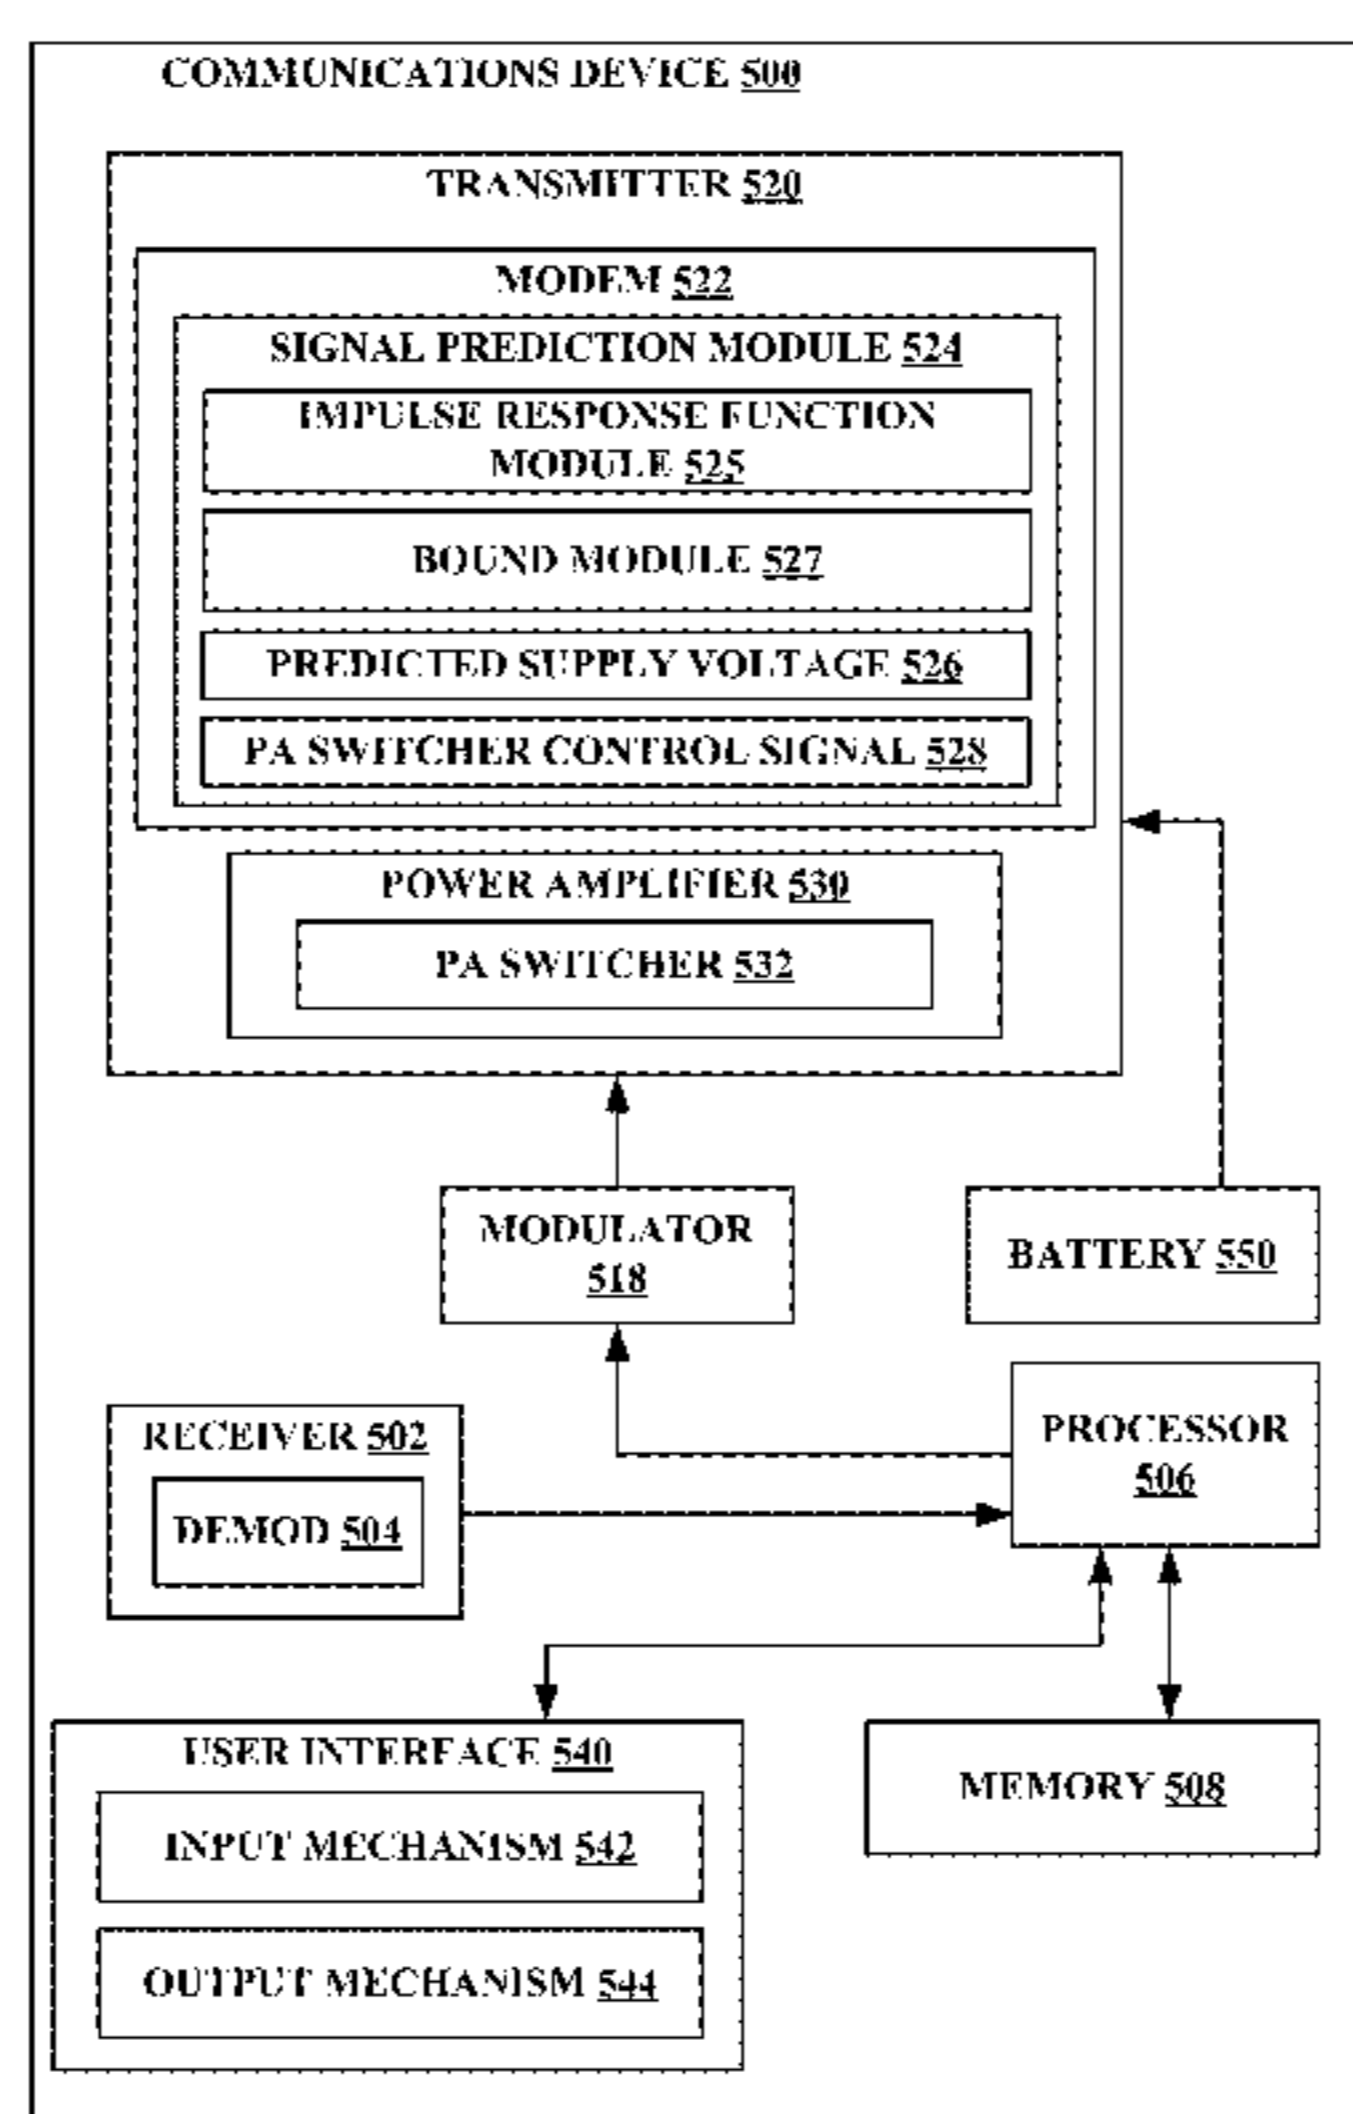 COMMUNICATIONS DEVICE 500
TRANSMITTER 520
MODEM 522
SIGNAL PREDICTION MODULE 524
IMPULSE RESPONSE FUNCTION
MODULE 525
BOUND MODULE 527
PREDICTED SUPPLY VOLTAGE 526
PA SWITCHER CONTROL SIGNAL 528
POWER AMPLIFIER 530
PA SWITCHER 532
MODULATOR
518
BATTERY 550
PROCESSOR
506
RECEIVER 502
DEMOD 504
USER INTERFACE 540
INPUT MECHANISM 542
OUTPUT MECHANISM 544
MEMORY 508